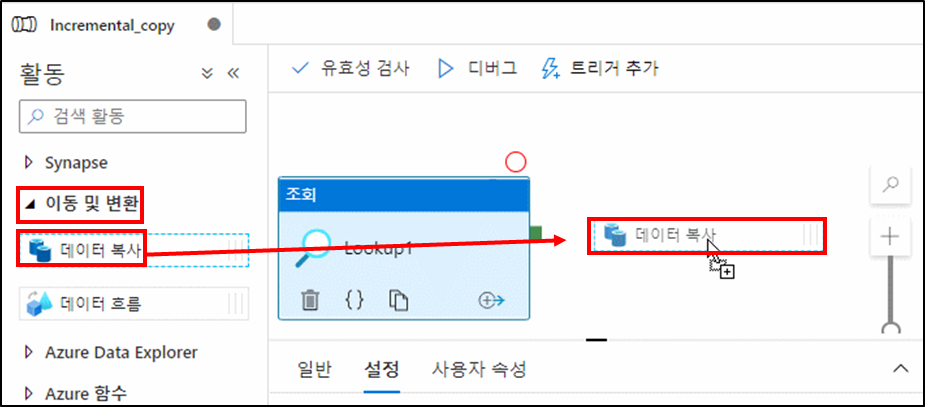 Incremental_copy
활동
유효성 검사
디버그
트리거 추가
검색 활동
Synapse
이동 및 변환
데이터 복사
데이터 흐름
Azure Data Explorer
Azure 함수
조회
Lookup1
데이터 복사
일반
설정
사용자 속성